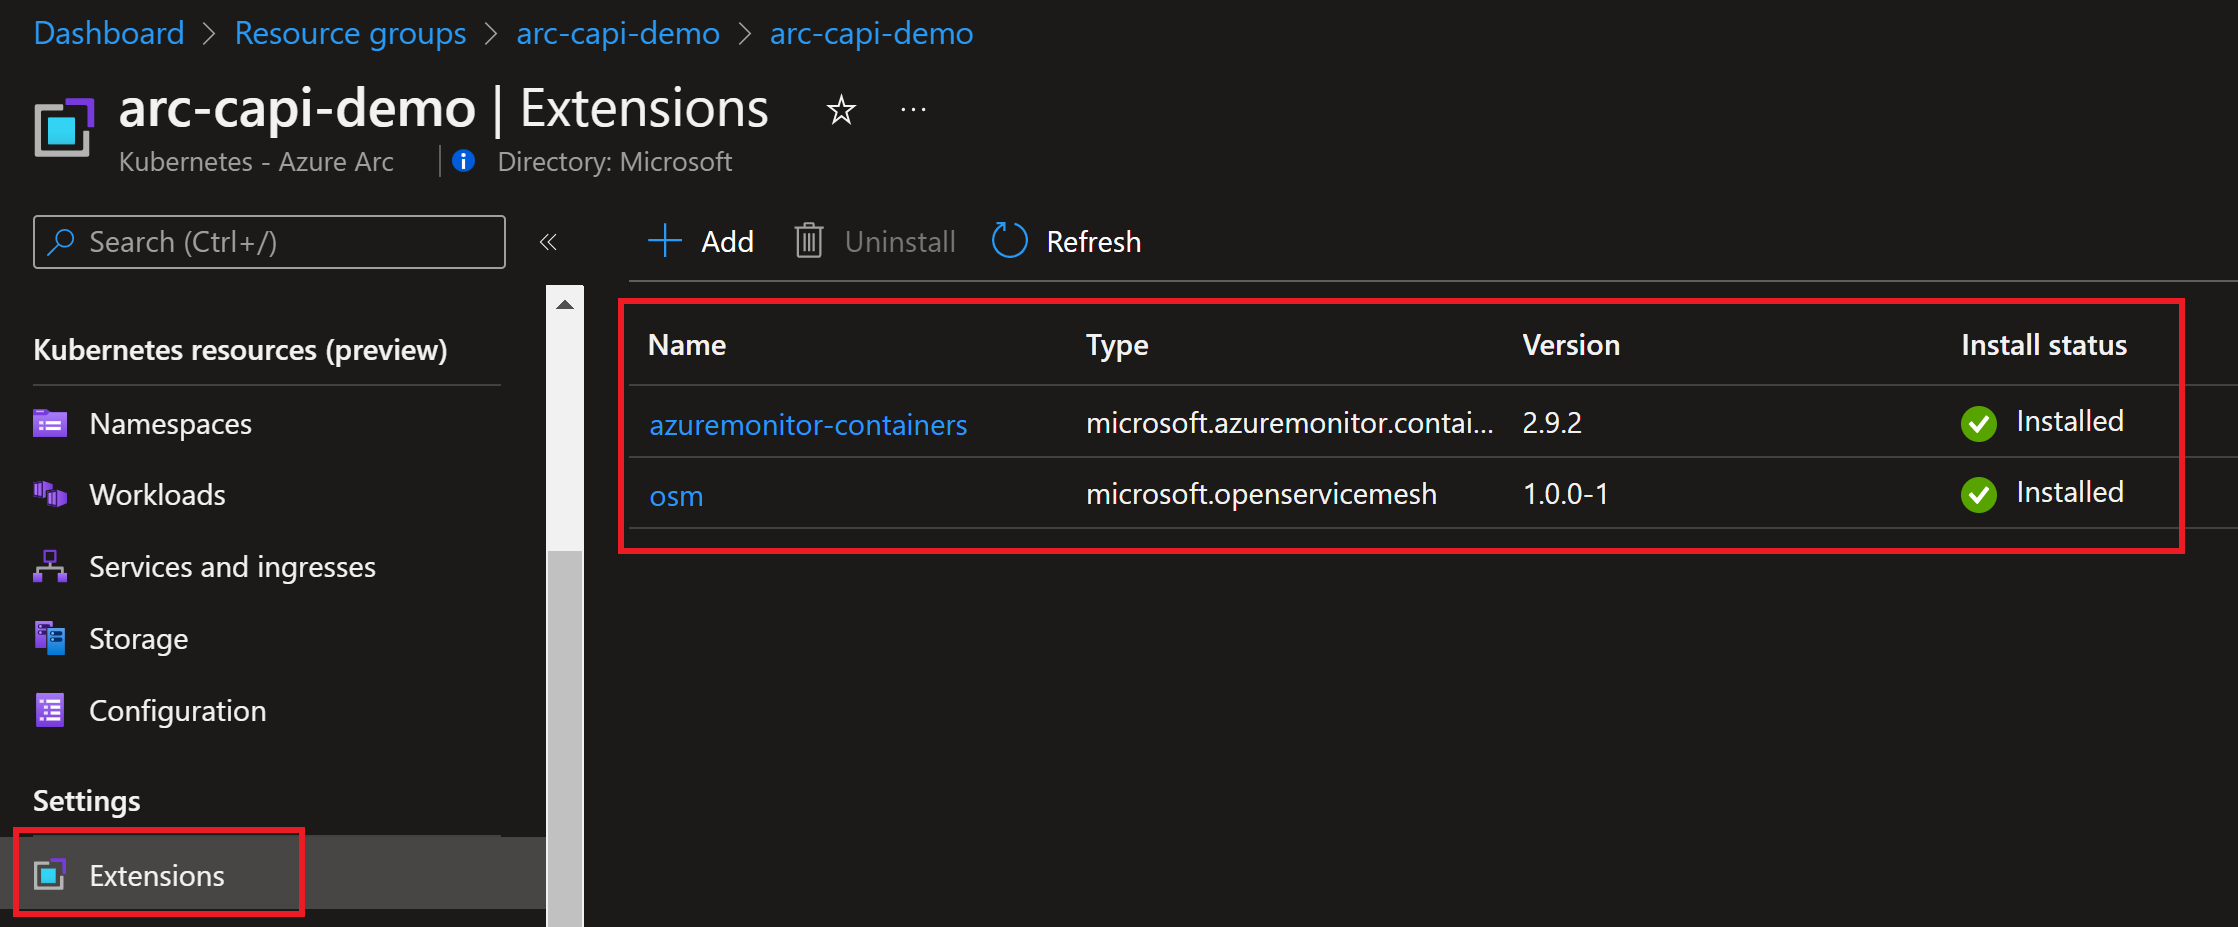 Dashboard > Resource groups > arc-capi-demo > arc-capi-demo
arc-capi-demo | Extensions
Kubernetes - Azure Arc
Directory: Microsoft
Search (Ctrl+/)
Add
Uninstall
Refresh
Kubernetes resources (preview)
Namespaces
Workloads
Services and ingresses
Storage
Configuration
Settings
Extensions
Name Type Version Install status
azuremonitor-containers microsoft.azuremonitor.contai... 2.9.2 Installed
osm microsoft.openservicemesh 1.0.0-1 Installed